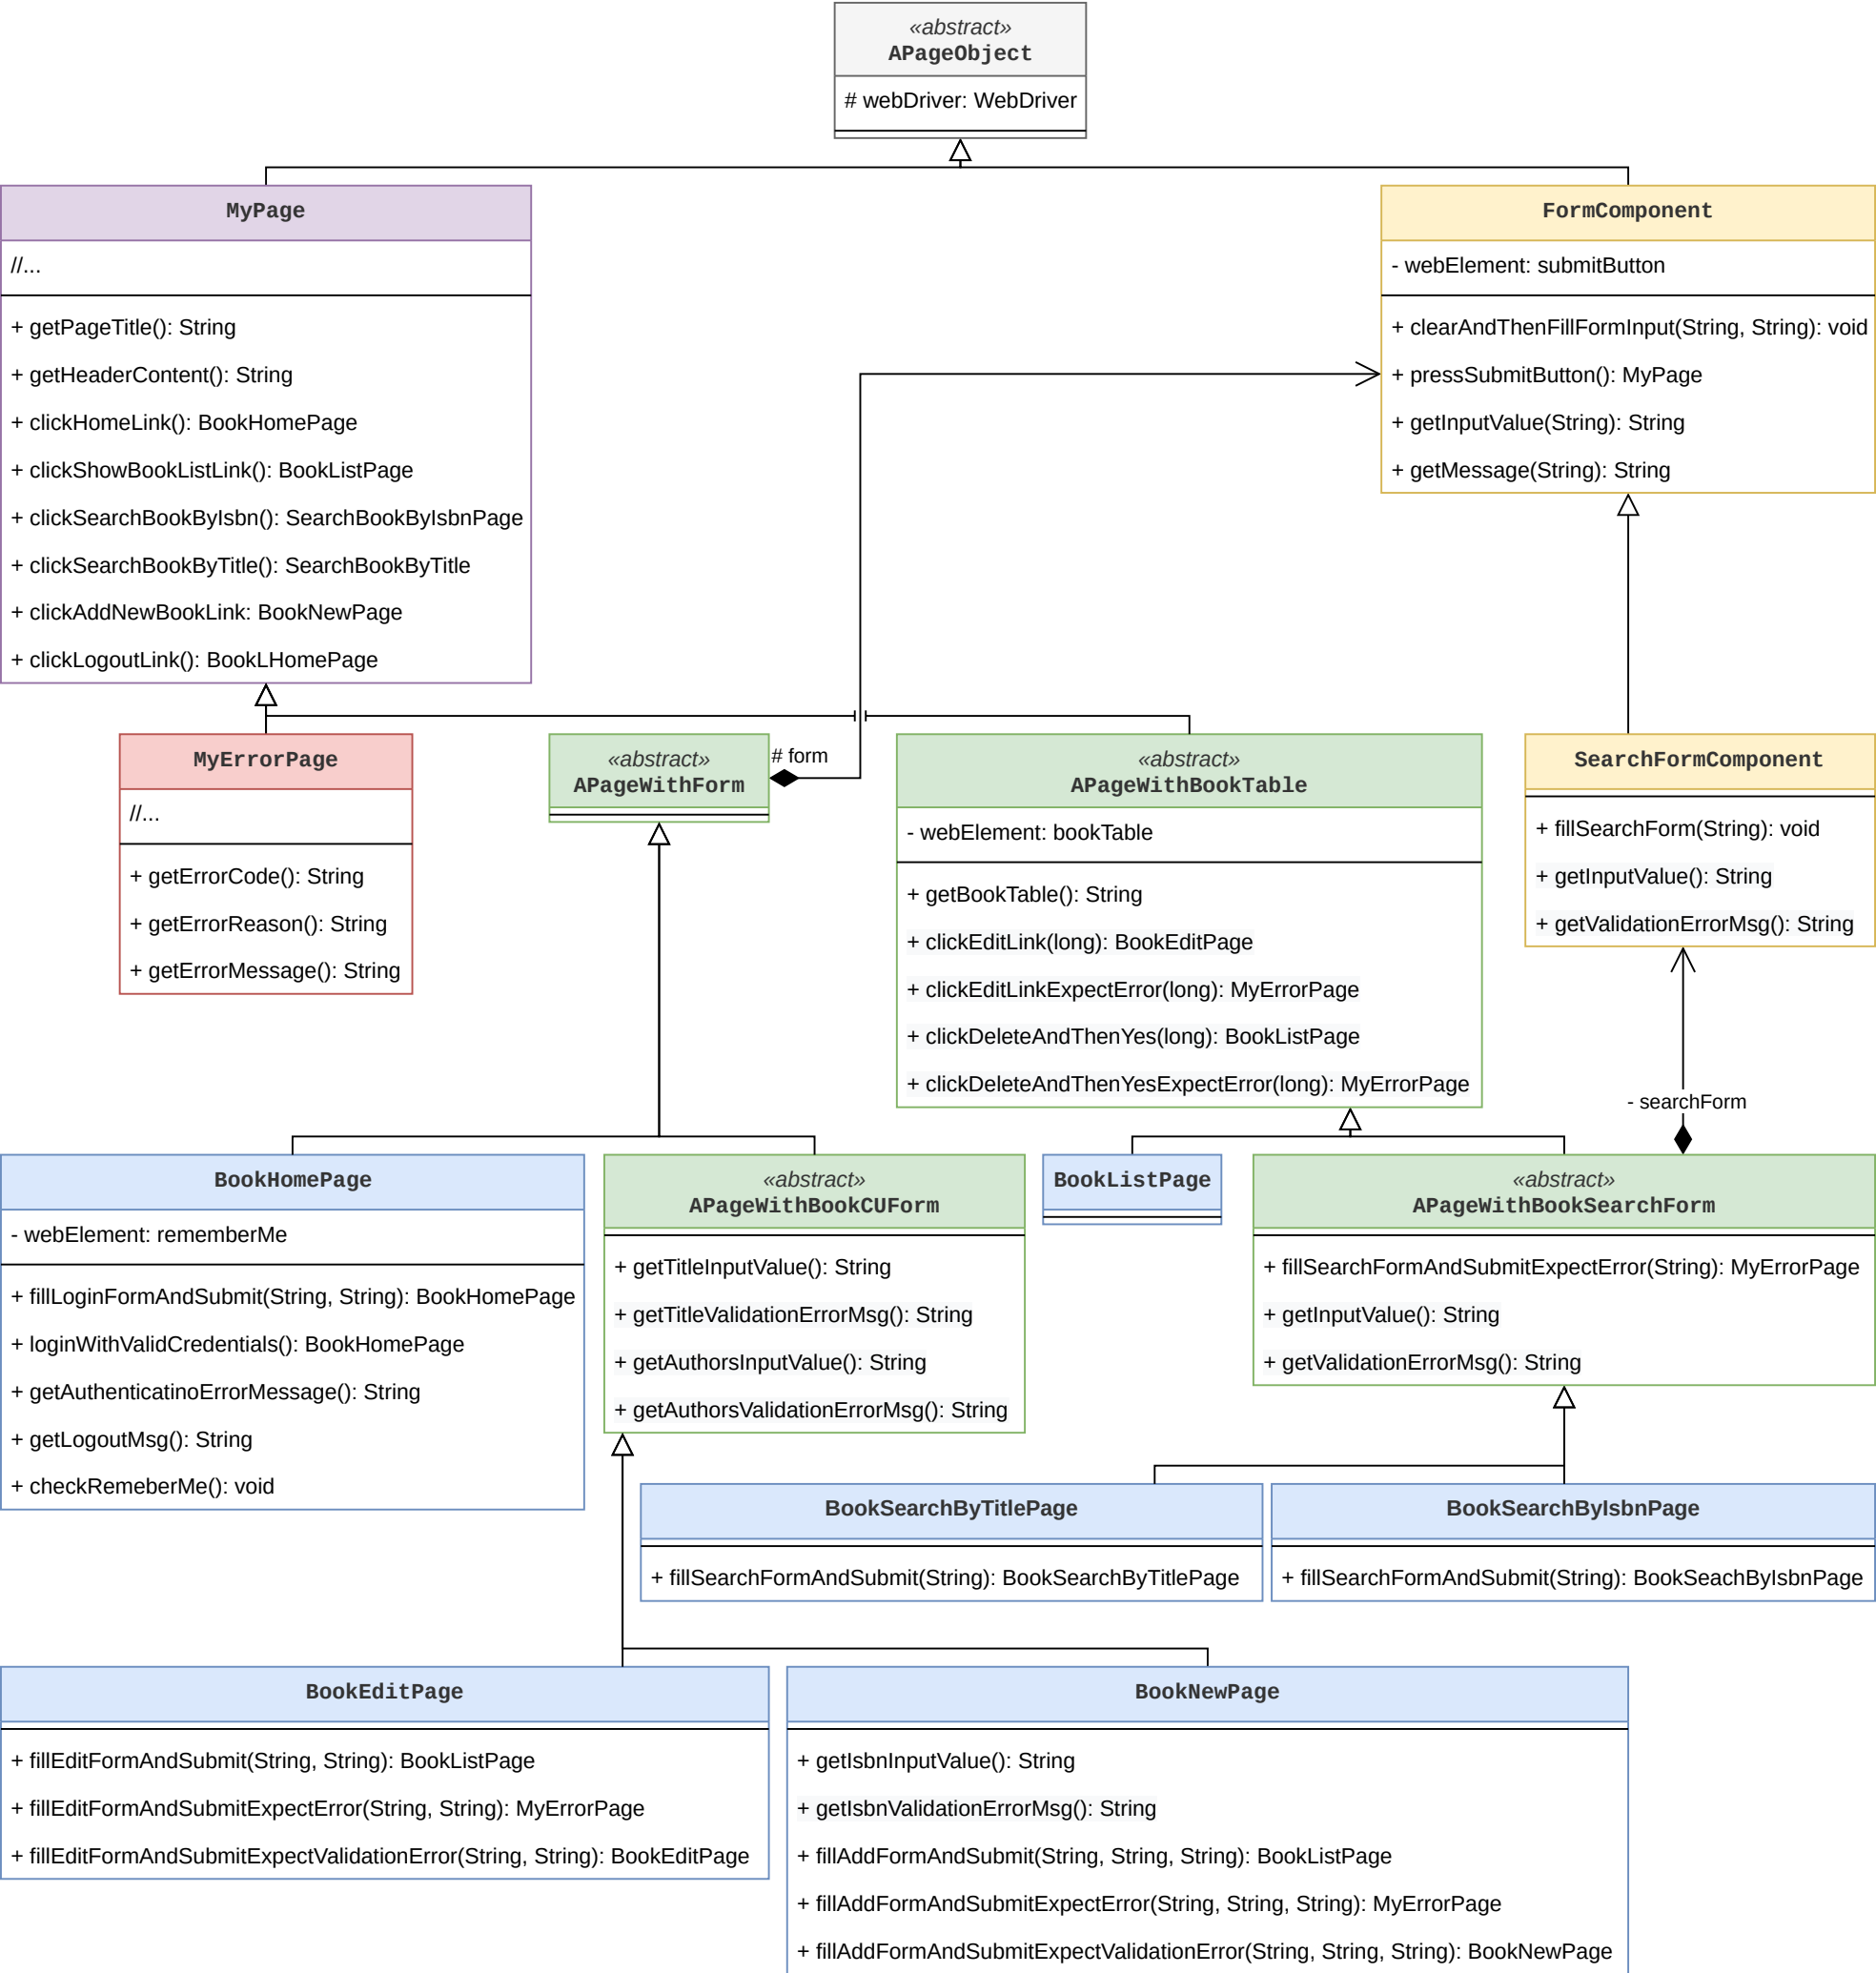 «abstract»
APageObject
# webDriver: WebDriver
MyPage
//...
+ getPageTitle(): String
+ getHeaderContent(): String
+ clickHomeLink(): BookHomePage
+ clickShowBookListLink(): BookListPage
+ clickSearchBookByIsbn(): SearchBookByIsbnPage
+ clickSearchBookByTitle(): SearchBookByTitle
+ clickAddNewBookLink: BookNewPage
+ clickLogoutLink(): BookLHomePage
FormComponent
- webElement: submitButton
+ clearAndThenFillFormInput(String, String): void
+ pressSubmitButton(): MyPage
+ getInputValue(String): String
+ getMessage(String): String
MyErrorPage
//...
+ getErrorCode(): String
+ getErrorReason(): String
+ getErrorMessage(): String
«abstract»
APageWithForm
# form
«abstract»
APageWithBookTable
- webElement: bookTable
+ getBookTable(): String
+ clickEditLink(long): BookEditPage
+ clickEditLinkExpectError(long): MyErrorPage
+ clickDeleteAndThenYes(long): BookListPage
+ clickDeleteAndThenYesExpectError(long): MyErrorPage
SearchFormComponent
+ fillSearchForm(String): void
+ getInputValue(): String
+ getValidationErrorMsg(): String
- searchForm
BookHomePage
- webElement: rememberMe
+ fillLoginFormAndSubmit(String, String): BookHomePage
+ loginWithValidCredentials(): BookHomePage
+ getAuthenticatinoErrorMessage(): String
+ getLogoutMsg(): String
+ checkRemeberMe(): void
«abstract»
APageWithBookCUForm
+ getTitleInputValue(): String
+ getTitleValidationErrorMsg(): String
+ getAuthorsInputValue(): String
+ getAuthorsValidationErrorMsg(): String
BookListPage
«abstract»
APageWithBookSearchForm
+ fillSearchFormAndSubmitExpectError(String): MyErrorPage
+ getInputValue(): String
+ getValidationErrorMsg(): String
BookSearchByTitlePage
+ fillSearchFormAndSubmit(String): BookSearchByTitlePage
BookSearchByIsbnPage
+ fillSearchFormAndSubmit(String): BookSeachByIsbnPage
BookEditPage
+ fillEditFormAndSubmit(String, String): BookListPage
+ fillEditFormAndSubmitExpectError(String, String): MyErrorPage
+ fillEditFormAndSubmitExpectValidationError(String, String): BookEditPage
BookNewPage
+ getIsbnInputValue(): String
+ getIsbnValidationErrorMsg(): String
+ fillAddFormAndSubmit(String, String, String): BookListPage
+ fillAddFormAndSubmitExpectError(String, String, String): MyErrorPage
+ fillAddFormAndSubmitExpectValidationError(String, String, String): BookNewPage